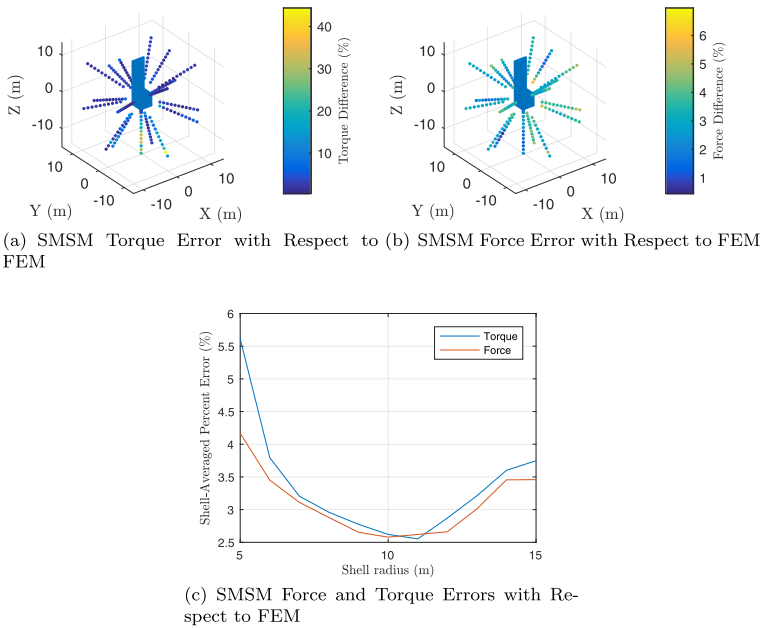 10
0
-10
Z (m)
10
0
-10
Y (m)
10
0
-10
X (m)
40
30
20
10
Torque Difference (%)
10
0
-10
Z (m)
10
0
-10
Y (m)
10
0
-10
X (m)
6
5
4
3
2
1
Force Difference (%)
(a) SMSM Torque Error with Respect to
FEM
(b) SMSM Force Error with Respect to FEM
6
5.5
5
4.5
4
3.5
3
2.5
Shell-Averaged Percent Error (%)
Torque
Force
5
10
15
Shell radius (m)
(c) SMSM Force and Torque Errors with Re-
spect to FEM